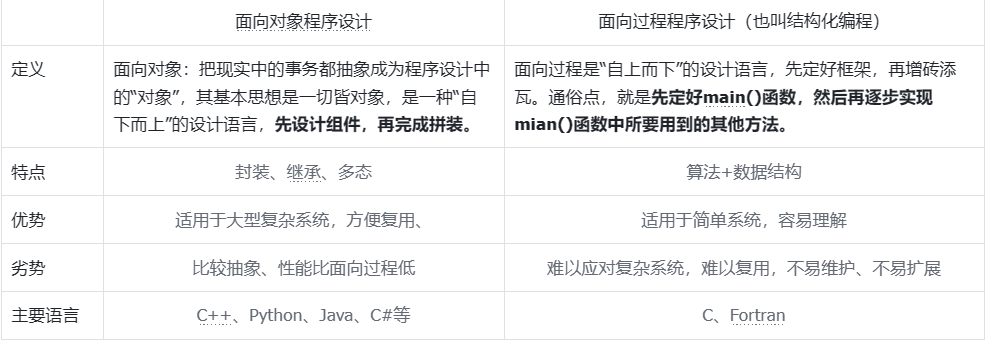 面向对象程序设计
面向过程程序设计（也叫结构化编程）
定义
面向对象：把现实中的事务都抽象成为程序设计中
的“对象”，其基本思想是一切皆对象，是一种“自
下而上”的设计语言，先设计组件，再完成拼装。
面向过程是“自上而下”的设计语言，先定好框架，再增砖添
瓦。通俗点，就是先定好main()函数，然后再逐步实现
mian()函数中所要用到的其他方法。
特点
封装、继承、多态
算法+数据结构
优势
适用于大型复杂系统，方便复用、
适用于简单系统，容易理解
劣势
比较抽象、性能比面向过程低
难以应对复杂系统，难以复用，不易维护、不易扩展
主要语言
C++、Python、Java、C#等
C、Fortran